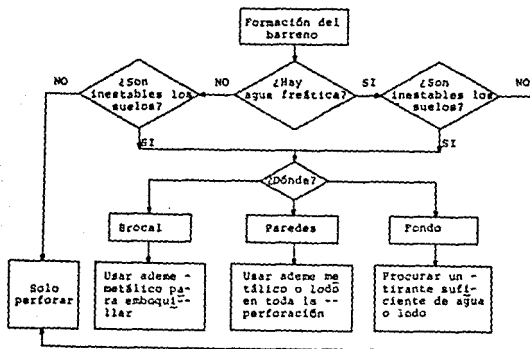 Formación del
barreno
NO
¿Son
inestables los
suelos?
NO
¿Hay
agua freática?
SI
¿Son
inestables los
suelos?
NO
SI
SI
¿Dónde?
Brocal
Paredes
Fondo
Solo
perforar
Usar ademe -
metálico pa-
ra emboqui-
llar
Usar ademe me
tálico o lodo
en toda la --
perforación
Procurar un -
tirante sufi-
ciente de agua
o lodo